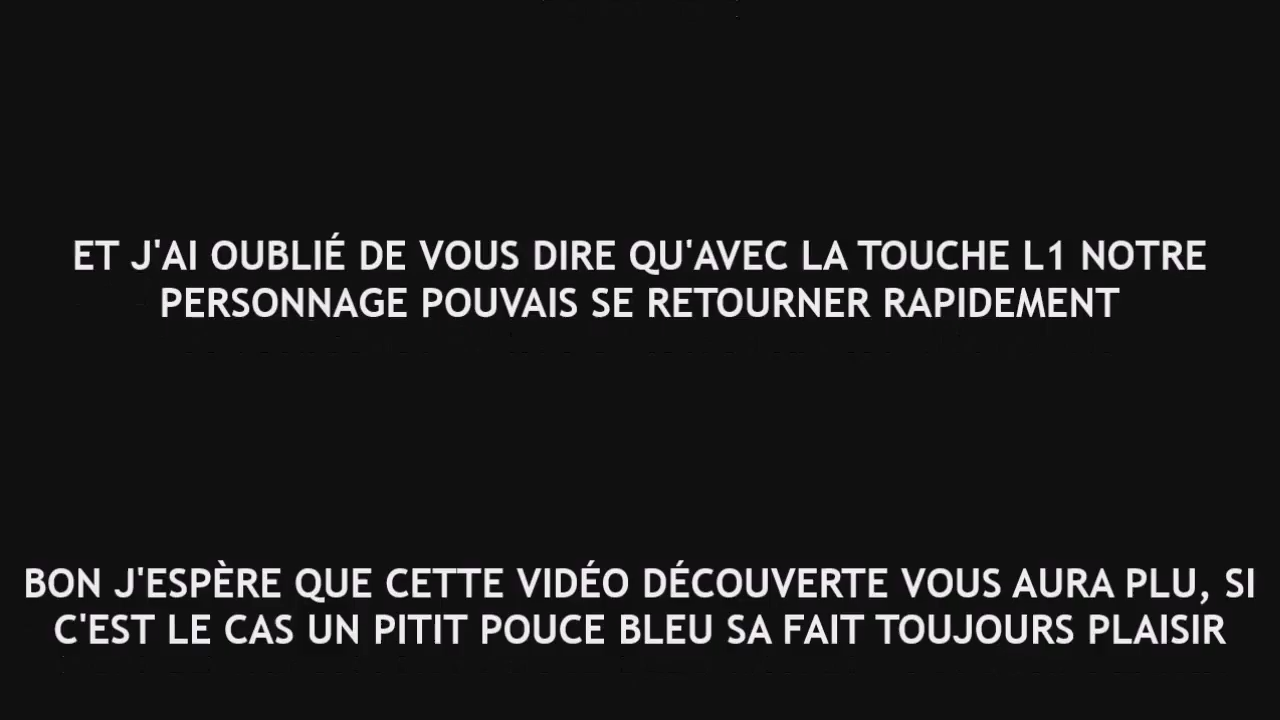 ET J'AI OUBLIÉ DE VOUS DIRE QU'AVEC LA TOUCHE L1 NOTRE
PERSONNAGE POUVAIS SE RETOURNER RAPIDEMENT
BON J'ESPÈRE QUE CETTE VIDÉO DÉCOUVERTE VOUS AURA PLU, SI
C'EST LE CAS UN PITIT POUCE BLEU SA FAIT TOUJOURS PLAISIR